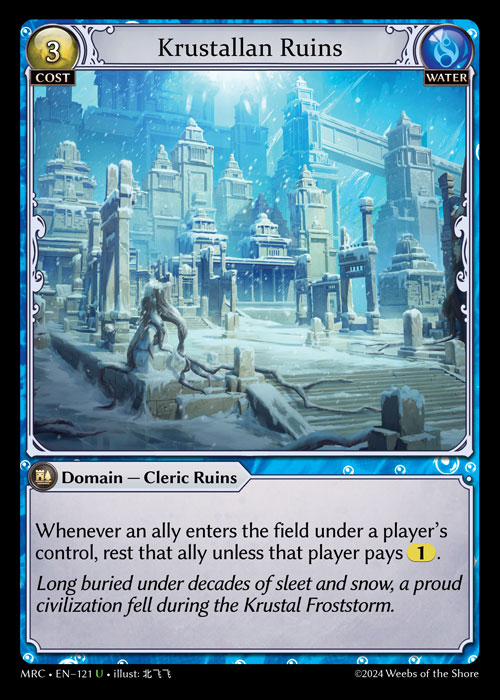 3
Krustallan Ruins
COST
WATER
Domain — Cleric Ruins
Whenever an ally enters the field under a player's
control, rest that ally unless that player pays 1.
Long buried under decades of sleet and snow, a proud
civilization fell during the Krustal Froststorm.
MRC • EN-121 U • illust: 北飞飞
©2024 Weebs of the Shore